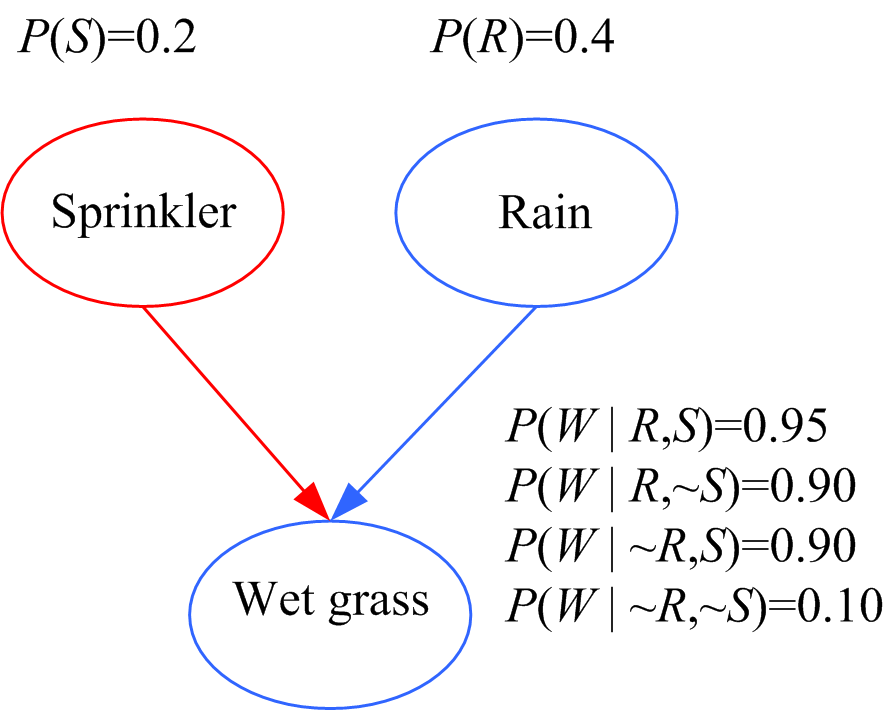 P(S)=0.2
P(R)=0.4
Sprinkler
Rain
P(W | R,S)=0.95
P(W | R,~S)=0.90
P(W | ~R,S)=0.90
P(W | ~R,~S)=0.10
Wet grass